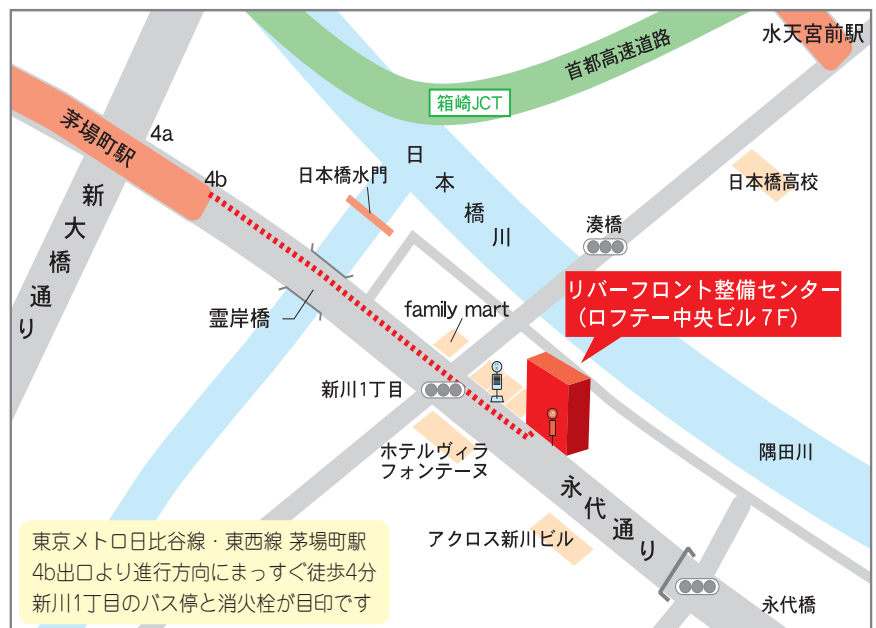 水天宮前駅
首都高速道路
箱崎JCT
茅場町駅
4a
4b
日本橋水門
日本橋川
日本橋高校
新大橋通り
湊橋
リバーフロント整備センター
（ロフテー中央ビル７F）
霊岸橋
family mart
新川1丁目
ホテルヴィラ
フォンテーヌ
隅田川
永代通り
アクロス新川ビル
永代橋
東京メトロ日比谷線・東西線 茅場町駅
4b出口より進行方向にまっすぐ徒歩4分
新川1丁目のバス停と消火栓が目印です